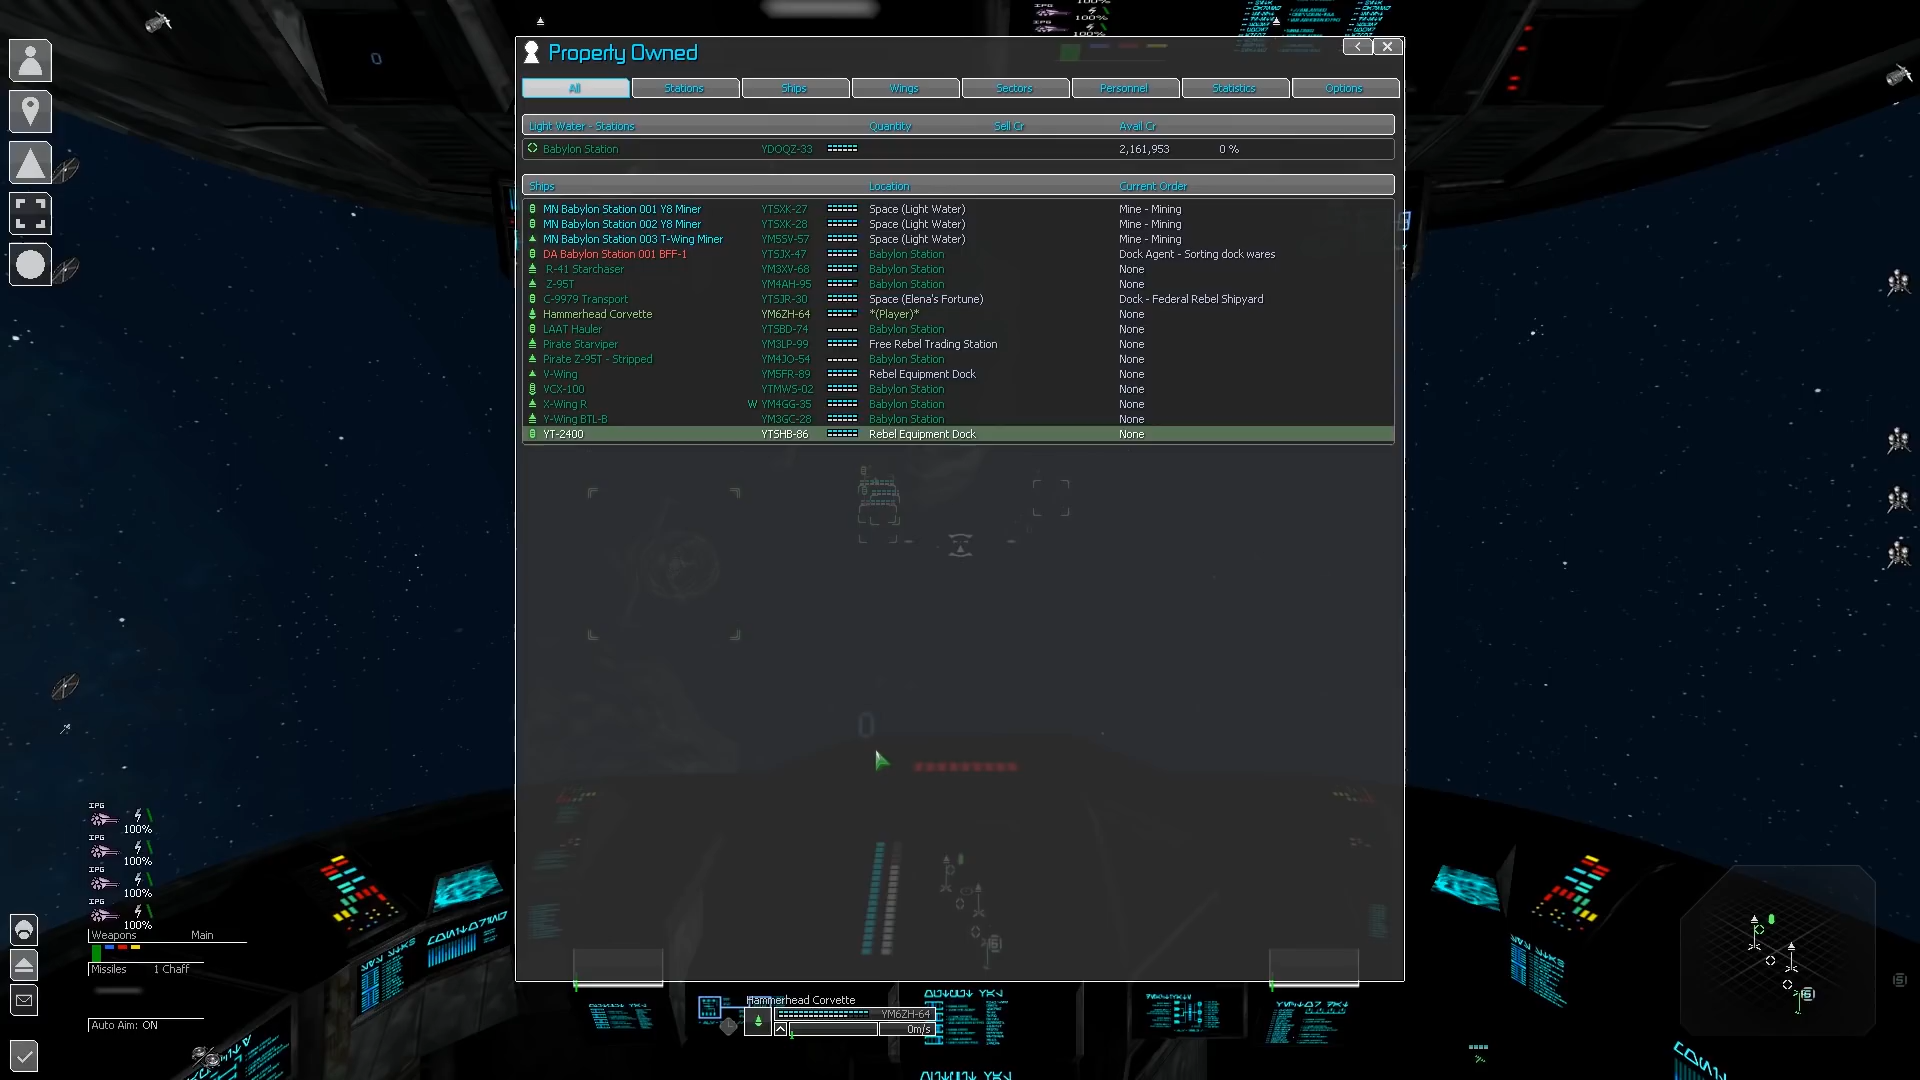 IPG
100%
IPG
100%
Property Owned
All Stations Ships Wings Sectors Personnel Statistics Options
Light Water - Stations Quantity Sell Cr Avail Cr
Babylon Station YDOQZ-33 2,161,953 0 %
Ships Location Current Order
MN Babylon Station 001 Y8 Miner YTSXK-27 Space (Light Water) Mine - Mining
MN Babylon Station 002 Y8 Miner YTSXK-28 Space (Light Water) Mine - Mining
MN Babylon Station 003 T-Wing Miner YM5SV-57 Space (Light Water) Mine - Mining
DA Babylon Station 001 BFF-1 YTSJX-47 Babylon Station Dock Agent - Sorting dock wares
R-41 Starchaser YM3XV-68 Babylon Station None
Z-95T YM4AH-95 Babylon Station None
C-9979 Transport YTSJR-30 Space (Elena's Fortune) Dock - Federal Rebel Shipyard
Hammerhead Corvette YM6ZH-64 *(Player)* None
LAAT Hauler YTSBD-74 Babylon Station None
Pirate Starviper YM3LP-99 Free Rebel Trading Station None
Pirate Z-95T - Stripped YM4JO-54 Babylon Station None
V-Wing YM5FR-89 Rebel Equipment Dock None
VCX-100 YTMWS-02 Babylon Station None
X-Wing R W YM4GG-35 Babylon Station None
Y-Wing BTL-B YM3GC-28 Babylon Station None
YT-2400 YTSHB-86 Rebel Equipment Dock None
IPG
100%
IPG
100%
IPG
100%
IPG
100%
Weapons Main
Missiles 1 Chaff
Auto Aim: ON
Hammerhead Corvette
YM6ZH-64
0m/s